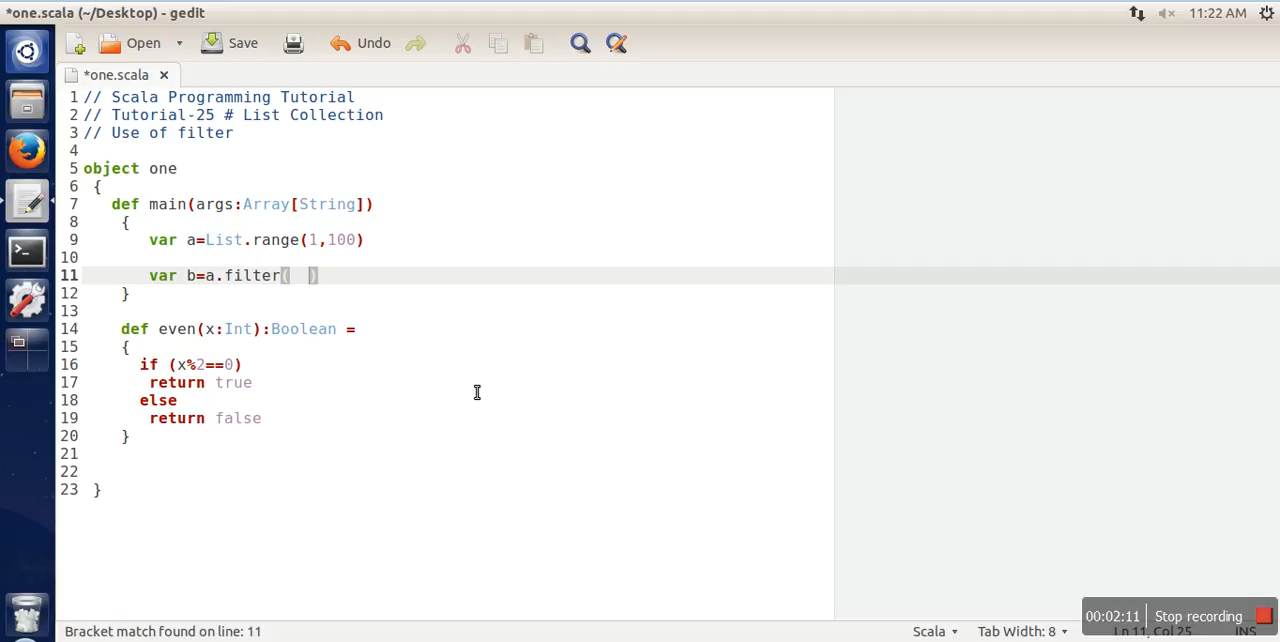 *one.scala (~/Desktop) - gedit
11:22 AM
Open
Save
Undo
*one.scala
1 // Scala Programming Tutorial
2 // Tutorial-25 # List Collection
3 // Use of filter
4
5 object one
6 {
7 def main(args:Array[String])
8 {
9 var a=List.range(1,100)
10
11 var b=a.filter(  )
12 }
13
14 def even(x:Int):Boolean =
15 {
16 if (x%2==0)
17 return true
18 else
19 return false
20 }
21
22
23 }
00:02:11 Stop recording
Bracket match found on line: 11
Scala Tab Width: 8 Ln 11, Col 25 INS